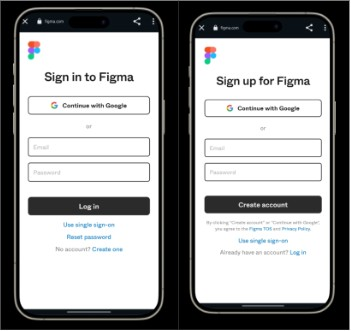 figma.com
Sign in to Figma
Continue with Google
or
Email
Password
Log in
Use single sign-on
Reset password
No account? Create one
figma.com
Sign up for Figma
Continue with Google
or
Email
Password
Create account
By clicking "Create account" or "Continue with Google",
you agree to the Figma TOS and Privacy Policy.
Use single sign-on
Already have an account? Log in